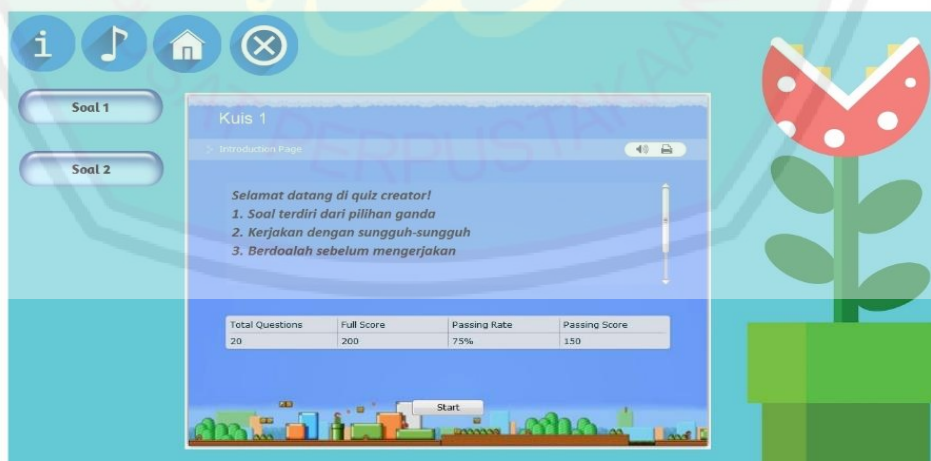 i
Soal 1
Soal 2
PERPUSTAKAAN
Kuis 1
Introduction Page
Selamat datang di quiz creator!
1. Soal terdiri dari pilihan ganda
2. Kerjakan dengan sungguh-sungguh
3. Berdoalah sebelum mengerjakan
Total Questions Full Score Passing Rate Passing Score
20 200 75% 150
Start